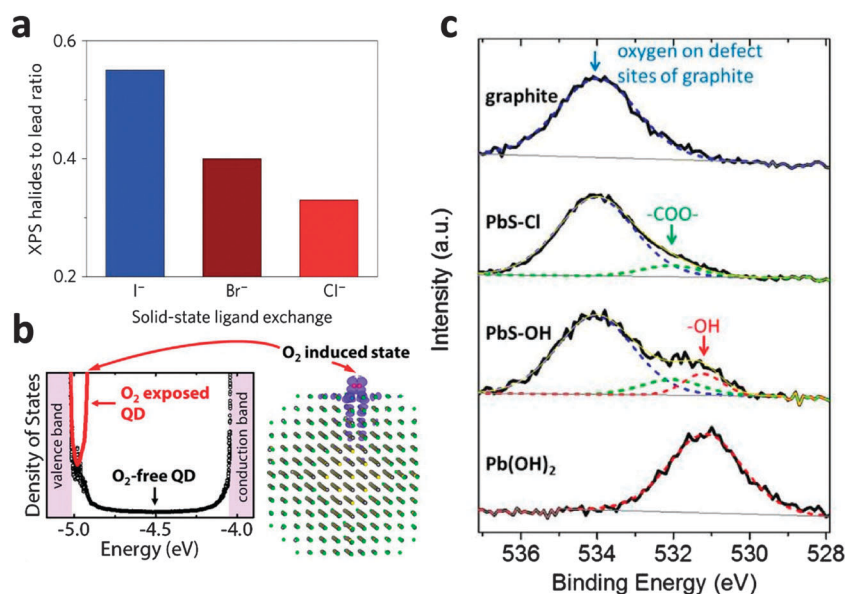 a
XPS halides to lead ratio
0.6
0.4
0.2
I⁻
Br⁻
Cl⁻
Solid-state ligand exchange
b
Density of States
valence band
O₂ exposed
QD
O₂-free QD
conduction band
-5.0
-4.5
-4.0
Energy (eV)
O₂ induced state
c
Intensity (a.u.)
oxygen on defect
sites of graphite
graphite
PbS-Cl
-COO-
PbS-OH
-OH
Pb(OH)₂
536
534
532
530
528
Binding Energy (eV)